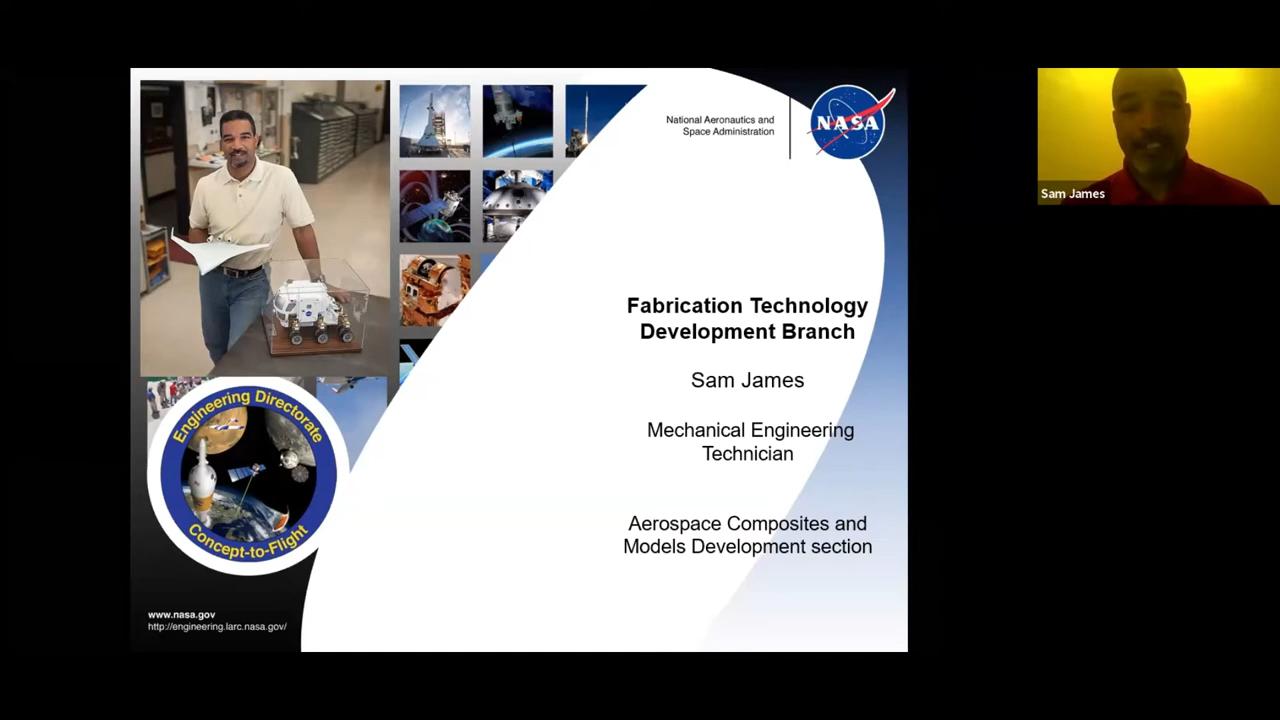 National Aeronautics and
Space Administration
NASA
Fabrication Technology
Development Branch
Sam James
Mechanical Engineering
Technician
Aerospace Composites and
Models Development section
Engineering Directorate
Concept-to-Flight
www.nasa.gov
http://engineering.larc.nasa.gov/
Sam James